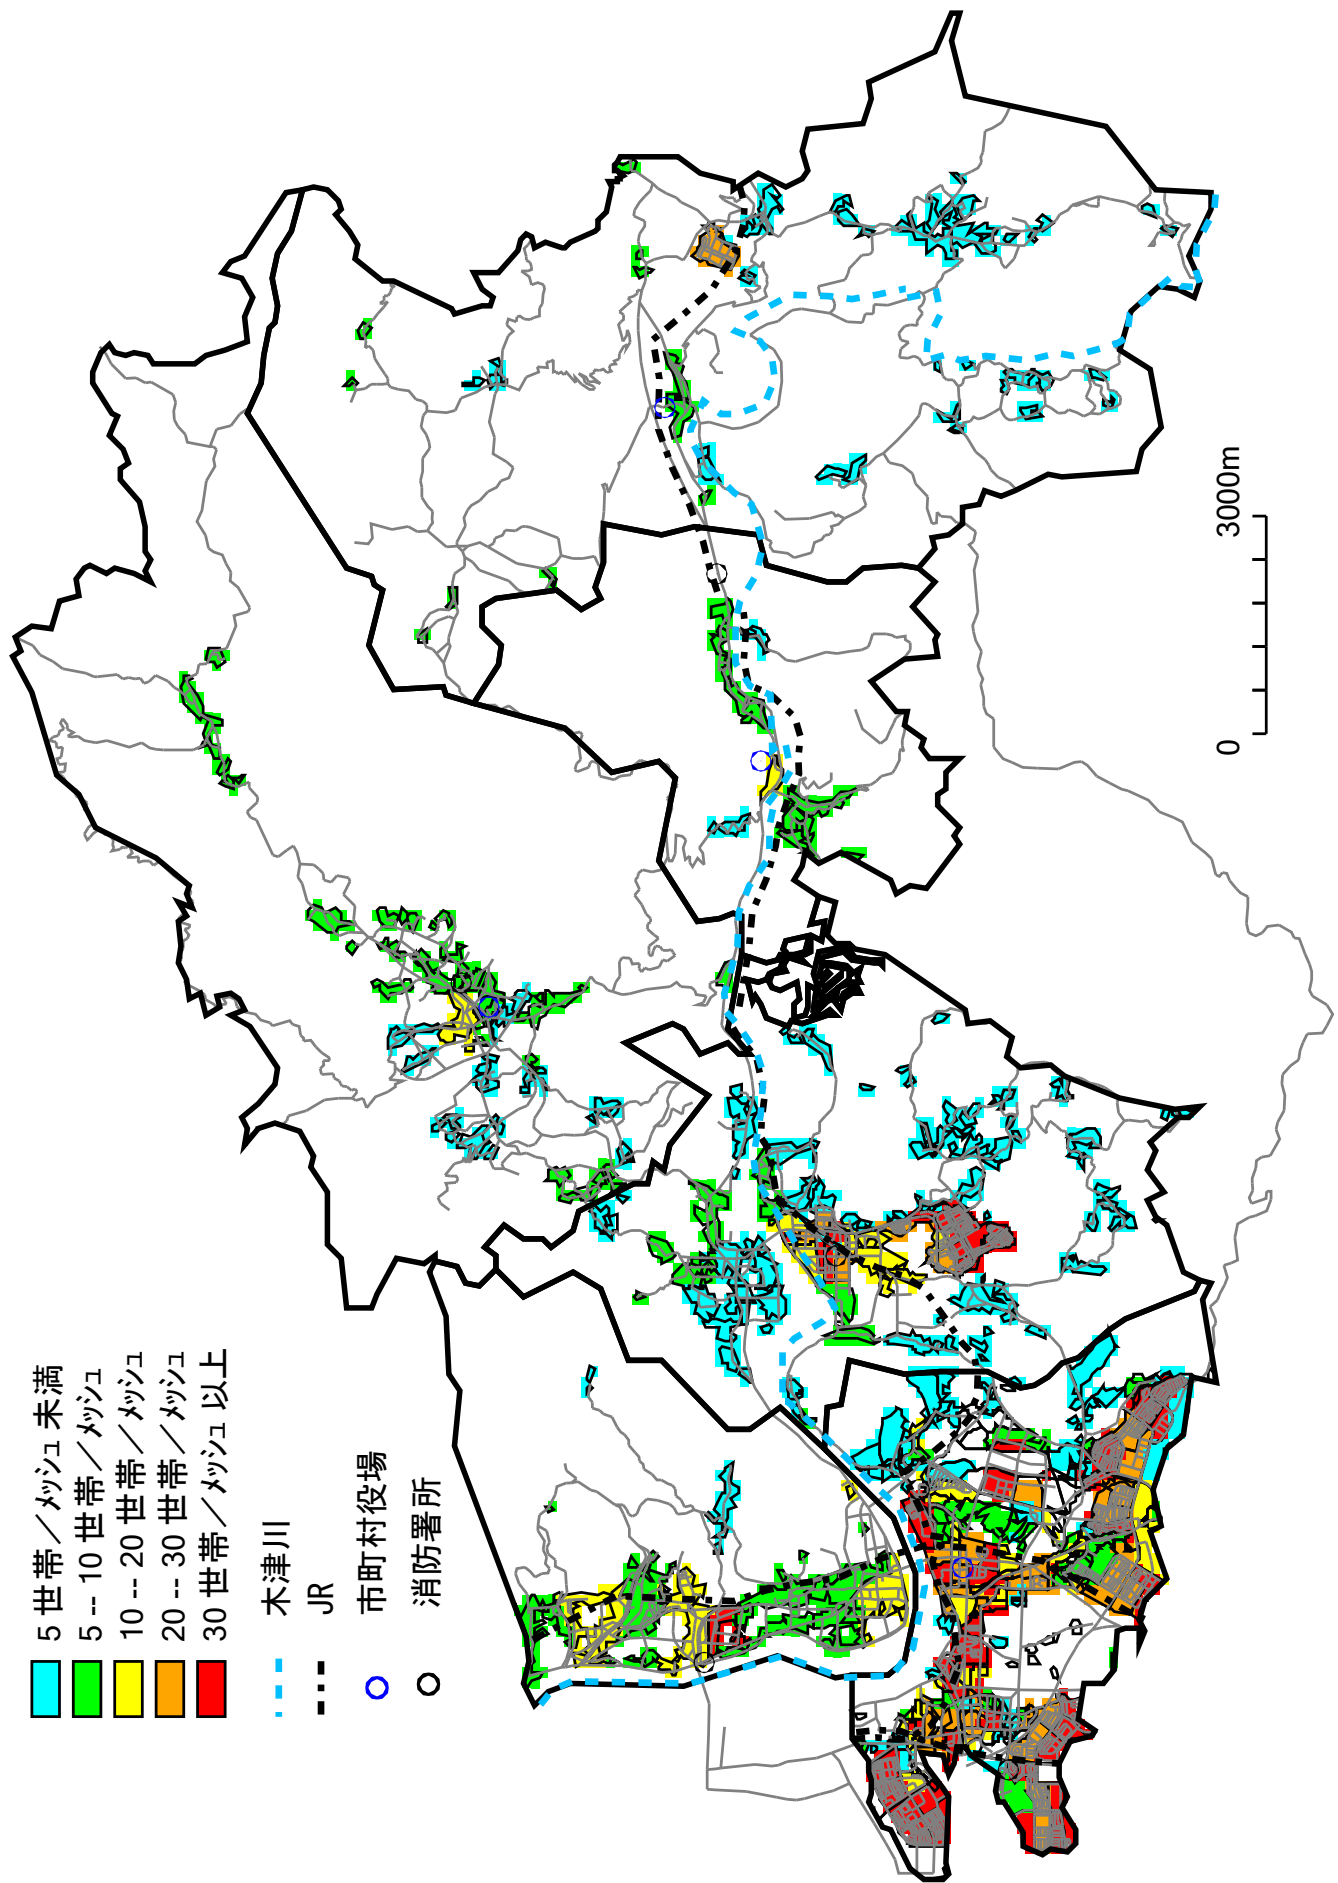 5 世帯／メッシュ 未満
5 -- 10 世帯／メッシュ
10 -- 20 世帯／メッシュ
20 -- 30 世帯／メッシュ
30 世帯／メッシュ 以上
木津川
JR
市町村役場
消防署所
0 3000m